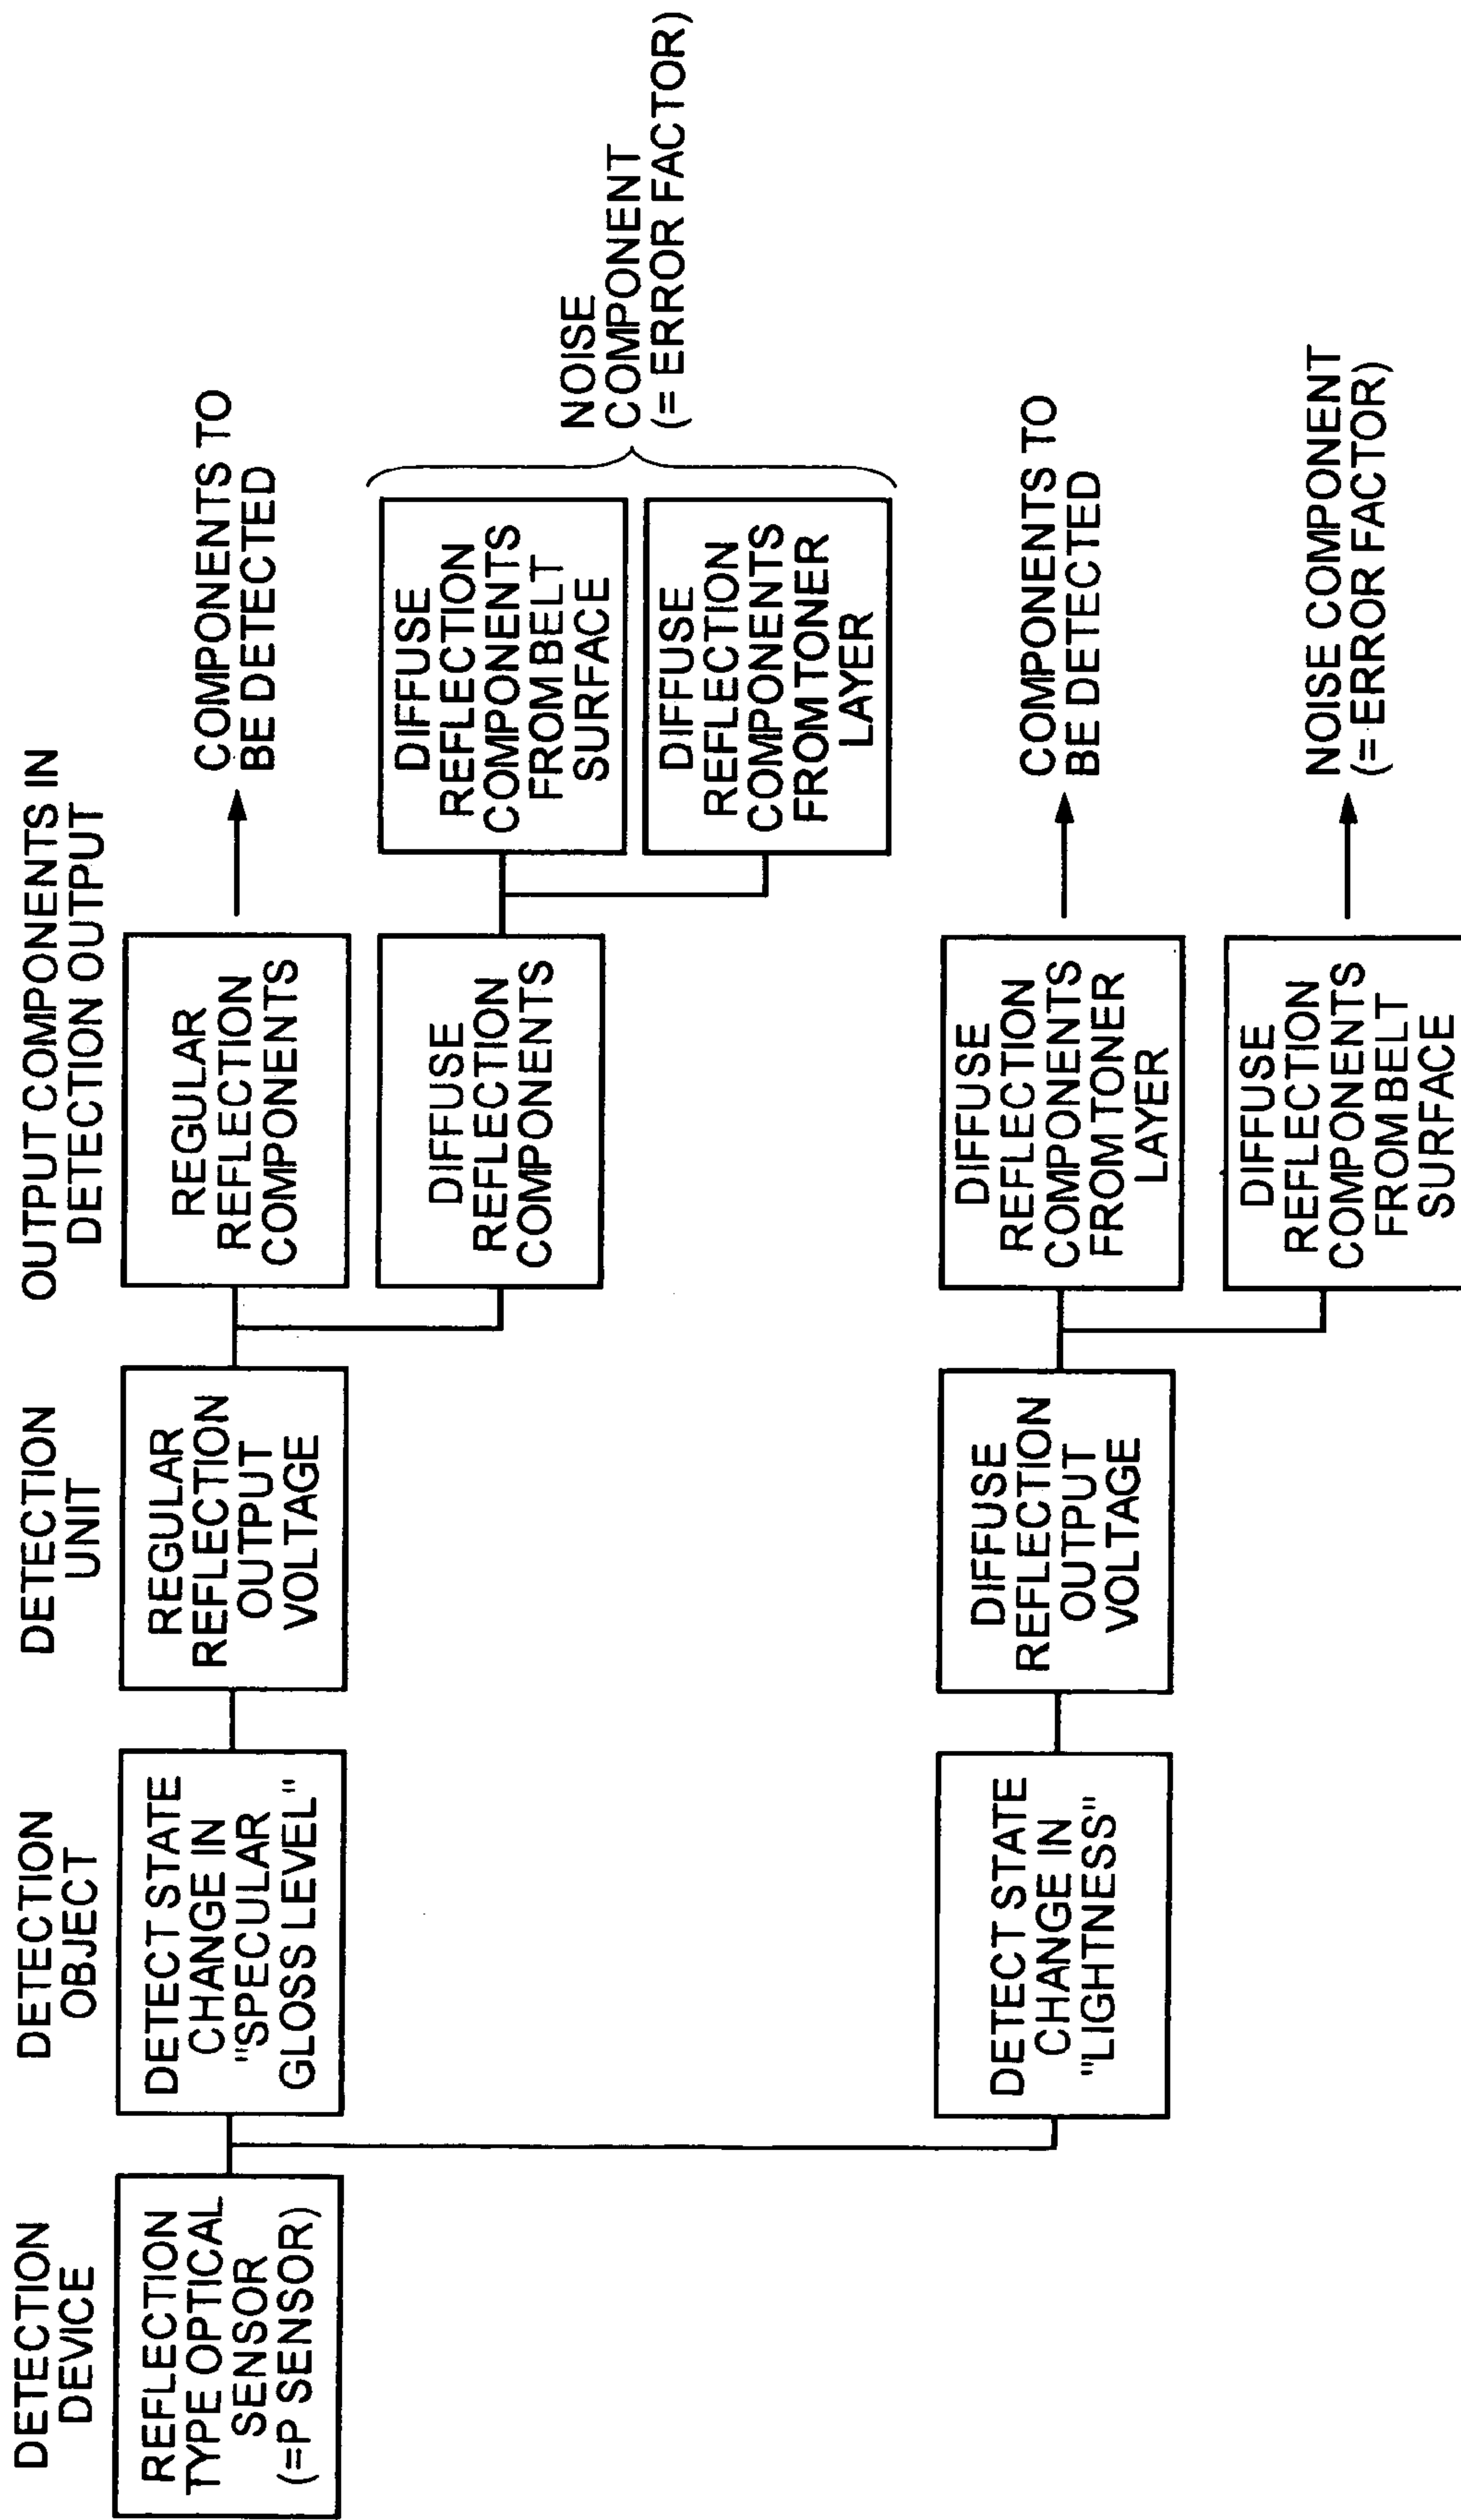 DETECTION
DEVICE
DETECTION
OBJECT
DETECTION
UNIT
OUTPUT COMPONENTS IN
DETECTION OUTPUT
REFLECTION
TYPE OPTICAL
SENSOR
(=P SENSOR)
DETECT STATE
CHANGE IN
"SPECULAR
GLOSS LEVEL"
REGULAR
REFLECTION
OUTPUT
VOLTAGE
REGULAR
REFLECTION
COMPONENTS
COMPONENTS TO
BE DETECTED
DIFFUSE
REFLECTION
COMPONENTS
DIFFUSE
REFLECTION
COMPONENTS
FROM BELT
SURFACE
DIFFUSE
REFLECTION
COMPONENTS
FROM TONER
LAYER
NOISE
COMPONENT
(= ERROR FACTOR)
DETECT STATE
CHANGE IN
"LIGHTNESS"
DIFFUSE
REFLECTION
OUTPUT
VOLTAGE
DIFFUSE
REFLECTION
COMPONENTS
FROM TONER
LAYER
COMPONENTS TO
BE DETECTED
DIFFUSE
REFLECTION
COMPONENTS
FROM BELT
SURFACE
NOISE COMPONENT
(= ERROR FACTOR)